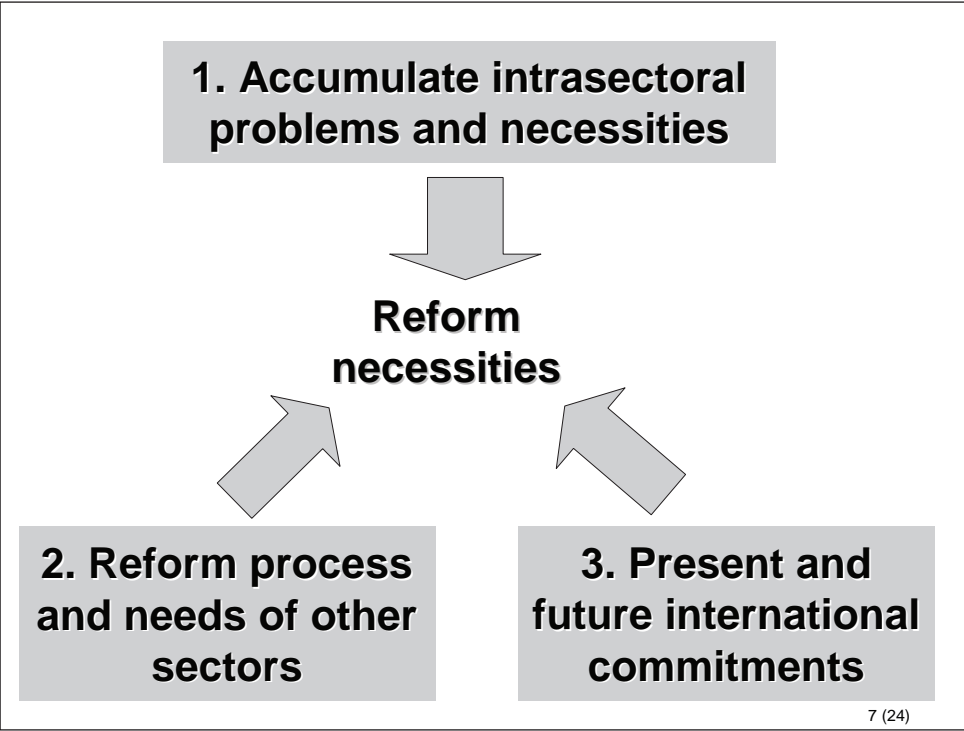 1. Accumulate intrasectoral
problems and necessities
Reform
necessities
2. Reform process
and needs of other
sectors
3. Present and
future international
commitments
7 (24)